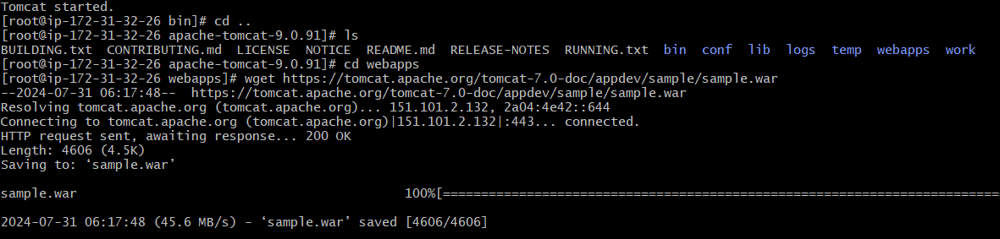 Tomcat started.
[root@ip-172-31-32-26 bin]# cd ..
[root@ip-172-31-32-26 apache-tomcat-9.0.91]# ls
BUILDING.txt  CONTRIBUTING.md  LICENSE  NOTICE  README.md  RELEASE-NOTES  RUNNING.txt  bin  conf  lib  logs  temp  webapps  work
[root@ip-172-31-32-26 apache-tomcat-9.0.91]# cd webapps
[root@ip-172-31-32-26 webapps]# wget https://tomcat.apache.org/tomcat-7.0-doc/appdev/sample/sample.war
--2024-07-31 06:17:48--  https://tomcat.apache.org/tomcat-7.0-doc/appdev/sample/sample.war
Resolving tomcat.apache.org (tomcat.apache.org)... 151.101.2.132, 2a04:4e42::644
Connecting to tomcat.apache.org (tomcat.apache.org)|151.101.2.132|:443... connected.
HTTP request sent, awaiting response... 200 OK
Length: 4606 (4.5K)
Saving to: ‘sample.war’
sample.war                                           100%[=========================================================================
2024-07-31 06:17:48 (45.6 MB/s) - ‘sample.war’ saved [4606/4606]